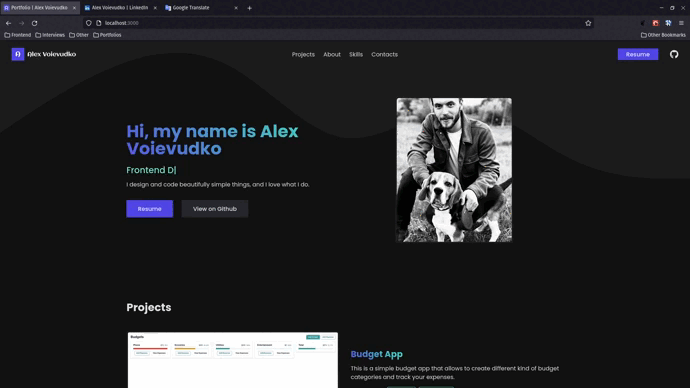 Portfolio | Alex Voievudko
Alex Voievudko | LinkedIn
Google Translate
localhost:3000
Frontend
Interviews
Other
Portfolios
Other Bookmarks
Alex Voievudko
Projects
About
Skills
Contacts
Resume
Hi, my name is Alex
Voievudko
Frontend D|
I design and code beautifully simple things, and I love what I do.
Resume
View on Github
Projects
Budgets
Budget App
This is a simple budget app that allows to create different kind of budget
categories and track your expenses.